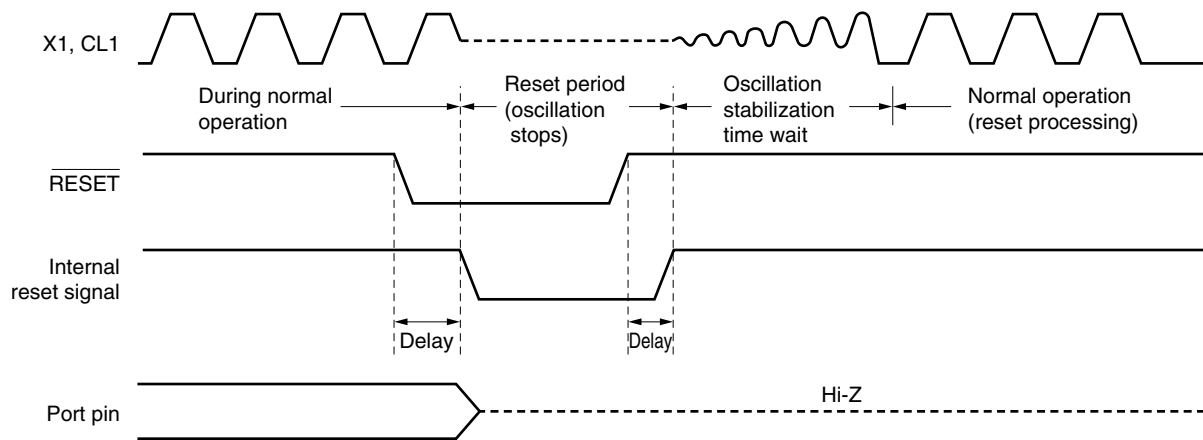 X1, CL1
During normal
operation
Reset period
(oscillation
stops)
Oscillation
stabilization
time wait
Normal operation
(reset processing)
RESET
Internal
reset signal
Delay
Delay
Hi-Z
Port pin